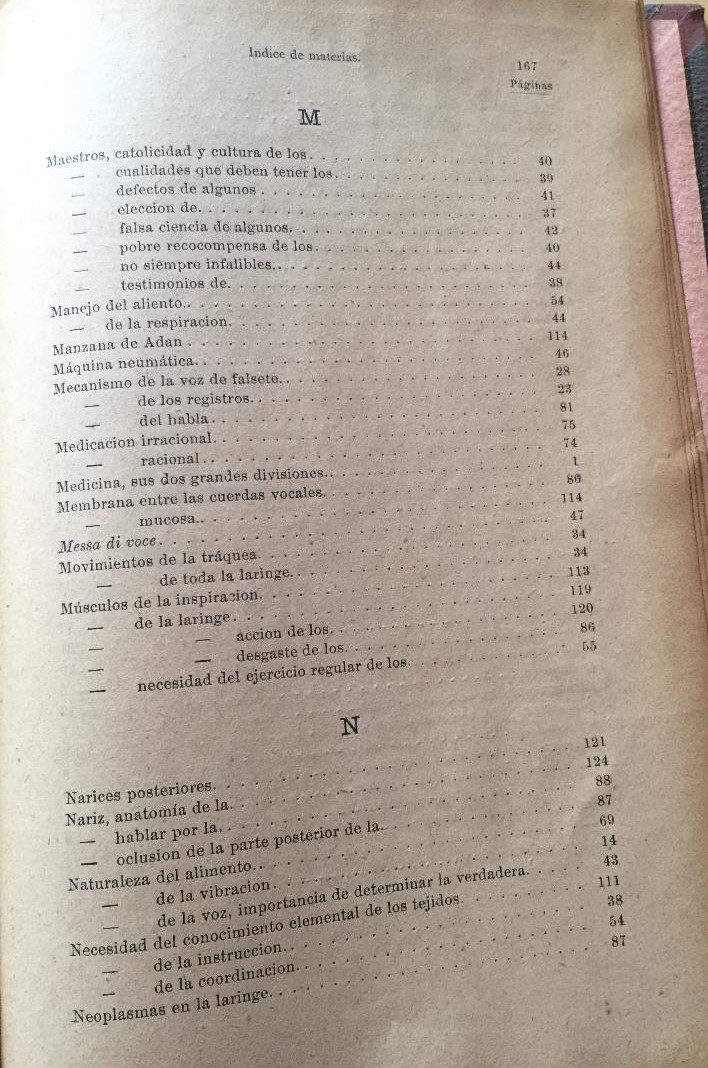 Indice de materias.
167
Páginas
M
Maestros, catolicidad y cultura de los. . . . . . . . . . . . 40
— cualidades que deben tener los. . . . . . . . . . . . 39
— defectos de algunos . . . . . . . . . . . . 41
— eleccion de. . . . . . . . . . . . 37
— falsa ciencia de algunos. . . . . . . . . . . . 42
— pobre recocompensa de los. . . . . . . . . . . . 40
— no siempre infalibles. . . . . . . . . . . . 44
— testimonios de. . . . . . . . . . . . 38
Manejo del aliento. . . . . . . . . . . . 54
— de la respiracion. . . . . . . . . . . . 44
Manzana de Adan . . . . . . . . . . . . 114
Máquina neumática. . . . . . . . . . . . 46
Mecanismo de la voz de falsete. . . . . . . . . . . . 28
— de los registros. . . . . . . . . . . . 23
— del habla. . . . . . . . . . . . 81
Medicacion irracional. . . . . . . . . . . . 75
— racional. . . . . . . . . . . . 74
Medicina, sus dos grandes divisiones. . . . . . . . . . . . 1
Membrana entre las cuerdas vocales. . . . . . . . . . . . 86
— mucosa. . . . . . . . . . . . 114
Messa di voce. . . . . . . . . . . . 47
Movimientos de la tráquea. . . . . . . . . . . . 34
— de toda la laringe. . . . . . . . . . . . 34
Músculos de la inspiracion. . . . . . . . . . . . 113
— de la laringe. . . . . . . . . . . . 119
— — accion de los. . . . . . . . . . . . 120
— — desgaste de los. . . . . . . . . . . . 86
— necesidad del ejercicio regular de los. . . . . . . . . . . . 55
N
Narices posteriores. . . . . . . . . . . . 121
Nariz, anatomía de la. . . . . . . . . . . . 124
— hablar por la. . . . . . . . . . . . 88
— oclusion de la parte posterior de la. . . . . . . . . . . . 87
Naturaleza del alimento. . . . . . . . . . . . 69
— de la vibracion. . . . . . . . . . . . 14
— de la voz, importancia de determinar la verdadera. . . . . 43
Necesidad del conocimiento elemental de los tejidos. . . . . . . . 111
— de la instruccion. . . . . . . . . . . . 38
— de la coordinacion. . . . . . . . . . . . 54
Neoplasmas en la laringe. . . . . . . . . . . . 87